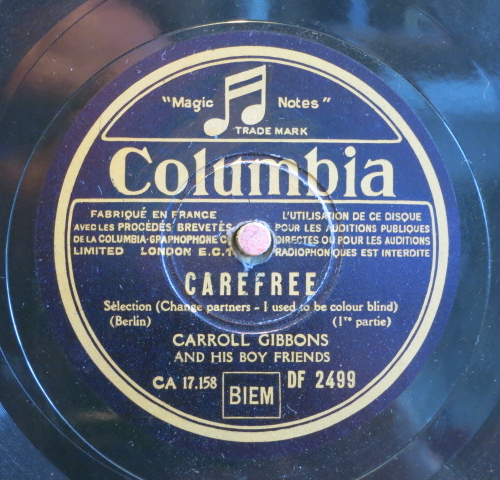 "Magic Notes"
TRADE MARK
Columbia
FABRIQUÉ EN FRANCE
AVEC LES PROCÉDÉS BREVETÉS
DE LA COLUMBIA-GRAPHOPHONE
LIMITED LONDON E.C.1
L'UTILISATION DE CE DISQUE
POUR LES AUDITIONS PUBLIQUES
DIRECTES OU POUR LES AUDITIONS
RADIOPHONIQUES EST INTERDITE
CAREFREE
Sélection (Change partners - I used to be colour blind)
(Berlin) (1re partie)
CARROLL GIBBONS
AND HIS BOY FRIENDS
CA 17.158 BIEM DF 2499